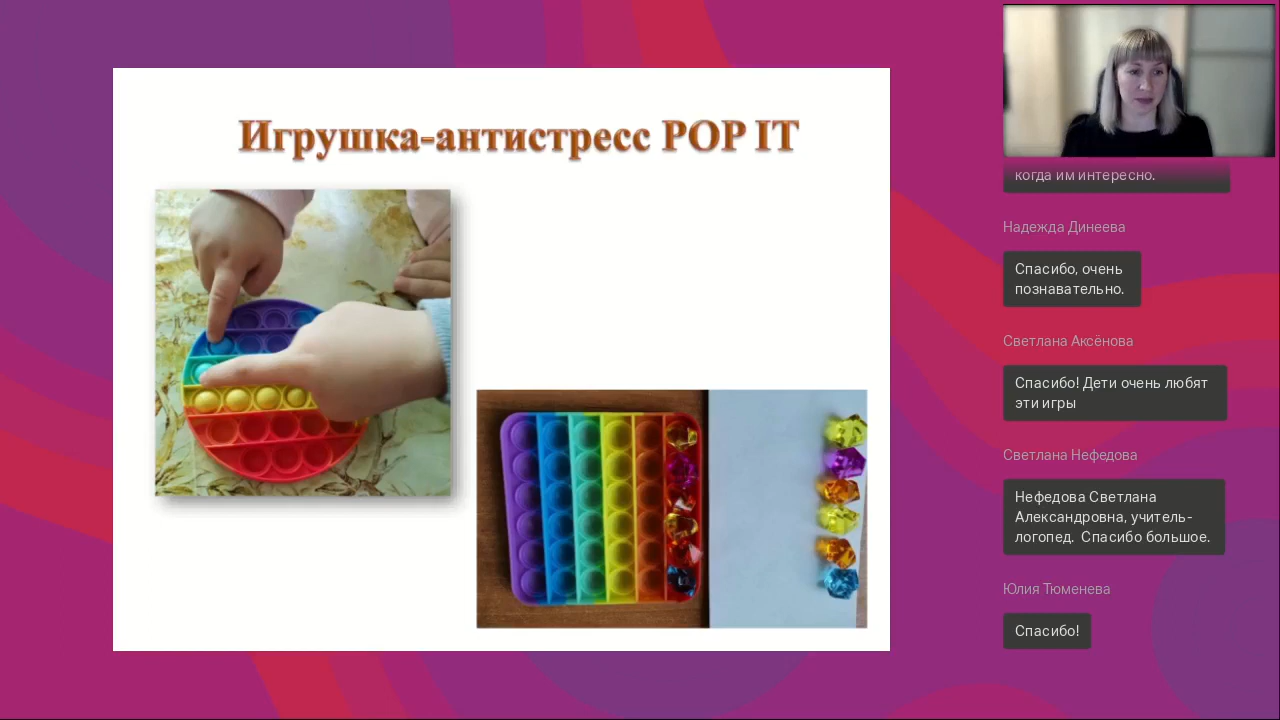 Игрушка-антистресс POP IT
когда им интересно.
Надежда Динеева
Спасибо, очень
познавательно.
Светлана Аксёнова
Спасибо! Дети очень любят
эти игры
Светлана Нефедова
Нефедова Светлана
Александровна, учитель-
логопед.  Спасибо большое.
Юлия Тюменева
Спасибо!